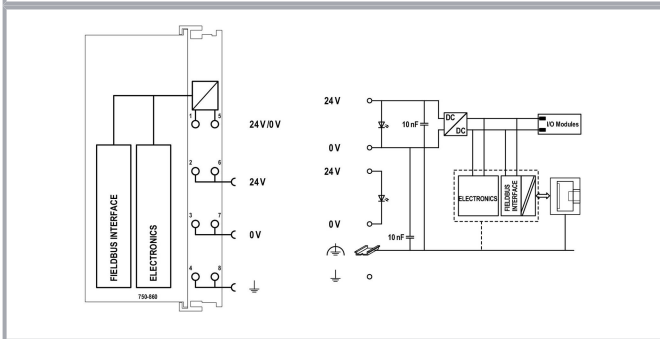 1 5
24 V / 0 V
2 6
24 V
3 7
0 V
4 8
FIELDBUS INTERFACE
ELECTRONICS
750-860
24 V
10 nF
0 V
24 V
0 V
10 nF
DC
DC
I/O Modules
ELECTRONICS
FIELDBUS
INTERFACE